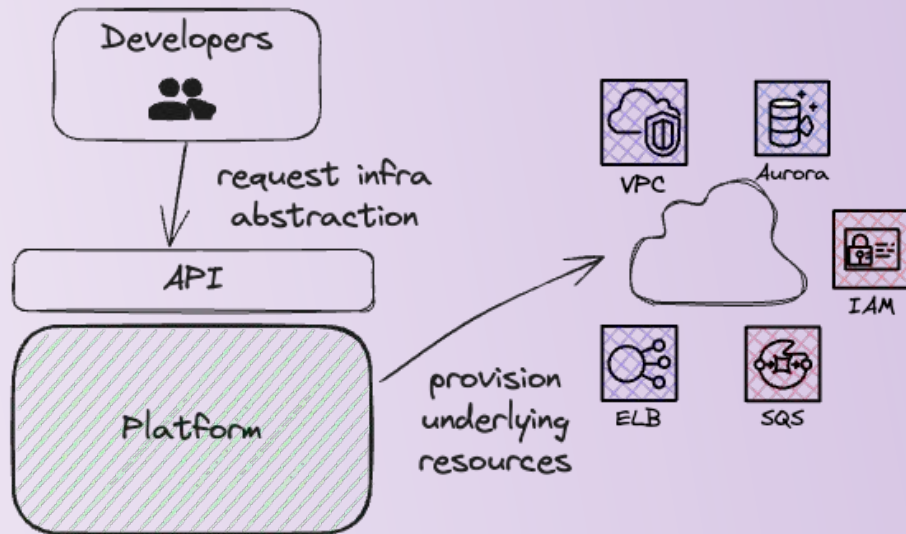 Developers
request infra
abstraction
API
Platform
provision
underlying
resources
VPC
Aurora
IAM
ELB
SQS